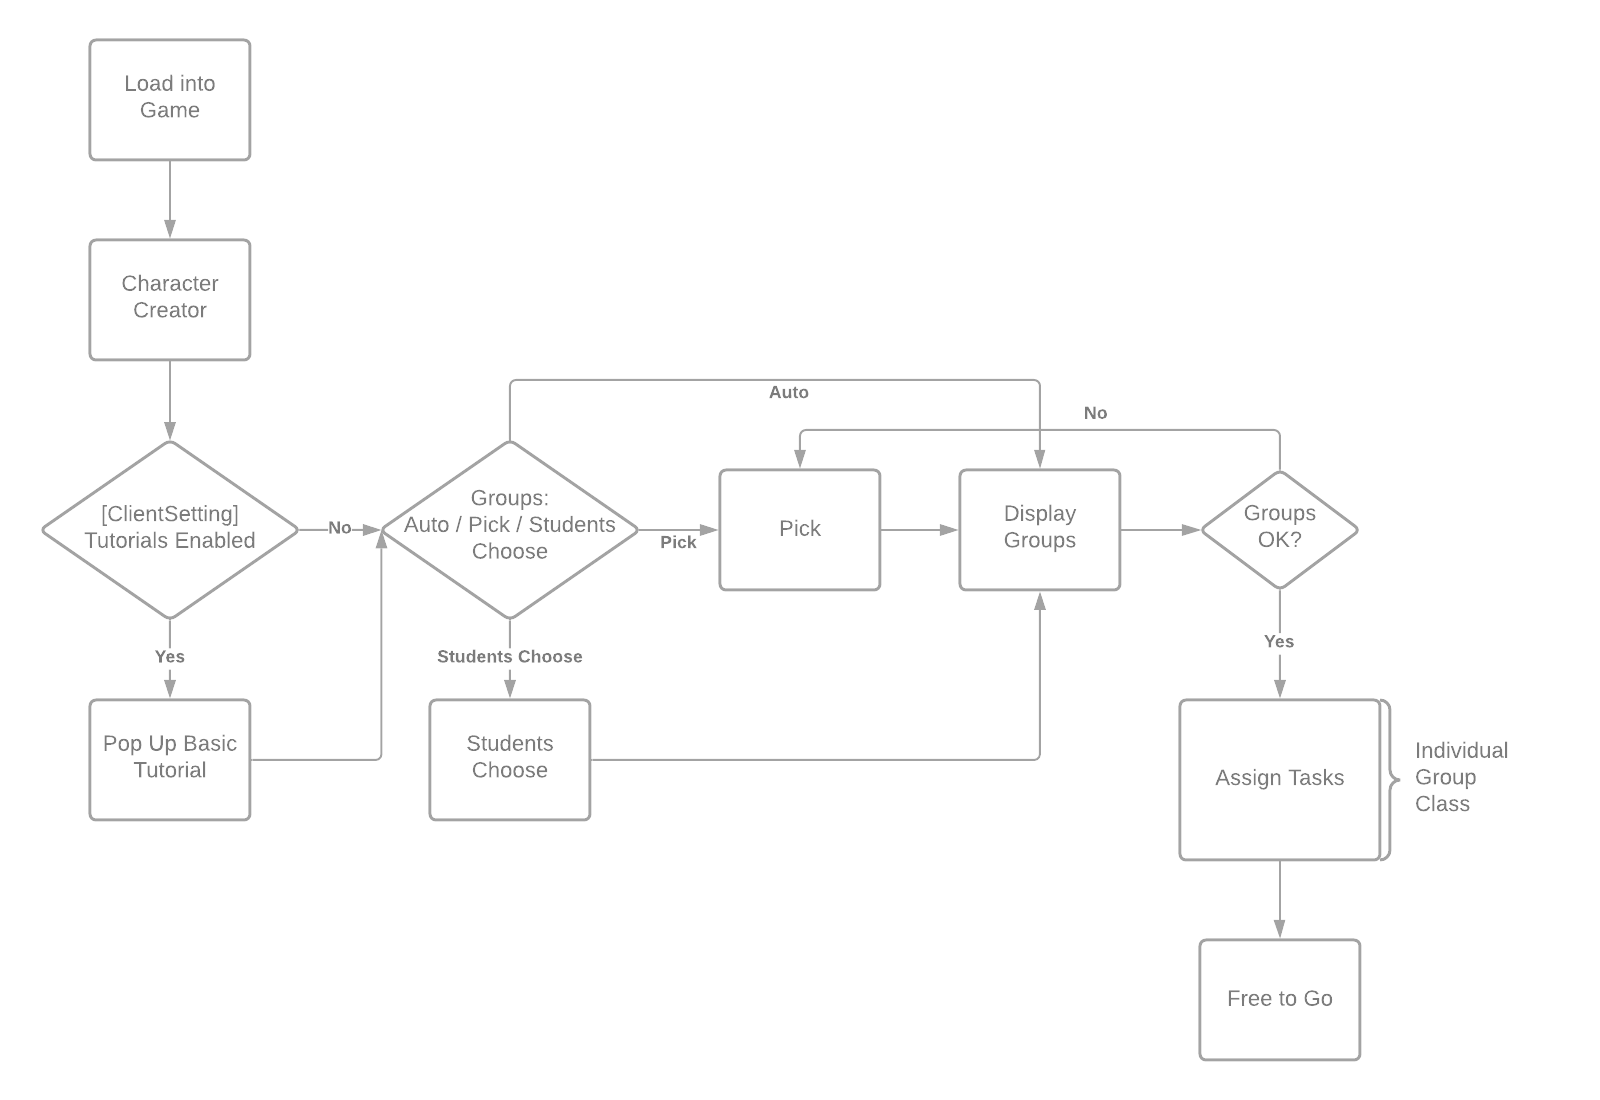 Load into
Game
Character
Creator
Auto
No
[ClientSetting]
Tutorials Enabled
No
Groups:
Auto / Pick / Students
Choose
Pick
Pick
Display
Groups
Groups
OK?
Yes
Students Choose
Yes
Pop Up Basic
Tutorial
Students
Choose
Assign Tasks
Individual
Group
Class
Free to Go